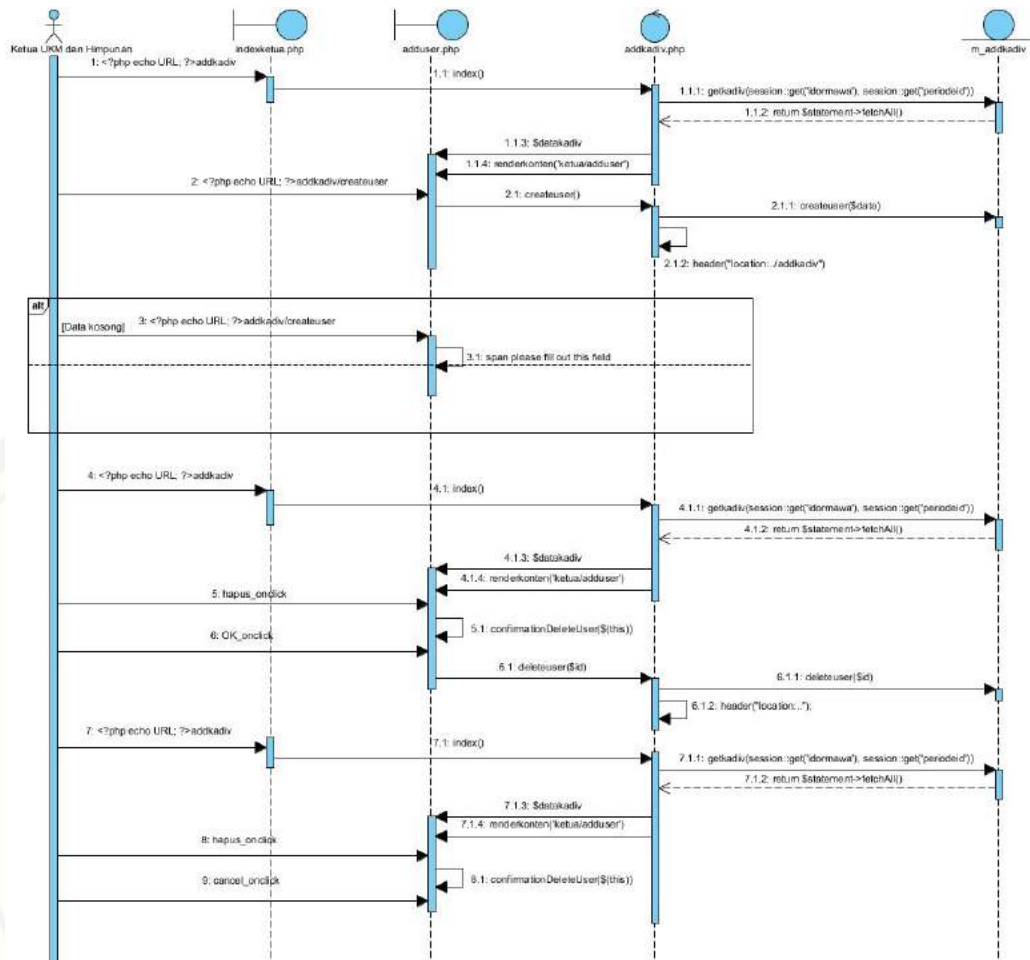 Ketua UKM dan Himpunan
indexketua.php
adduser.php
addkadiv.php
m_addkadiv
1: <?php echo URL; ?>addkadiv
1.1: index()
1.1.1: getkadiv(session::get('idormawa'), session::get('periodeid'))
1.1.2: return $statement->fetchAll()
1.1.3: $datakadiv
1.1.4: renderkonten('ketua/adduser')
2: <?php echo URL; ?>addkadiv/createuser
2.1: createuser()
2.1.1: createuser($data)
2.1.2: header("location:../addkadiv")
alt
[Data kosong]
3: <?php echo URL; ?>addkadiv/createuser
3.1: span please fill out this field
4: <?php echo URL; ?>addkadiv
4.1: index()
4.1.1: getkadiv(session::get('idormawa'), session::get('periodeid'))
4.1.2: return $statement->fetchAll()
4.1.3: $datakadiv
4.1.4: renderkonten('ketua/adduser')
5: hapus_onclick
5.1: confirmationDeleteUser($(this))
6: OK_onclick
6.1: deleteuser($id)
6.1.1: deleteuser($id)
6.1.2: header("location:..");
7: <?php echo URL; ?>addkadiv
7.1: index()
7.1.1: getkadiv(session::get('idormawa'), session::get('periodeid'))
7.1.2: return $statement->fetchAll()
7.1.3: $datakadiv
7.1.4: renderkonten('ketua/adduser')
8: hapus_onclick
8.1: confirmationDeleteUser($(this))
9: cancel_onclick